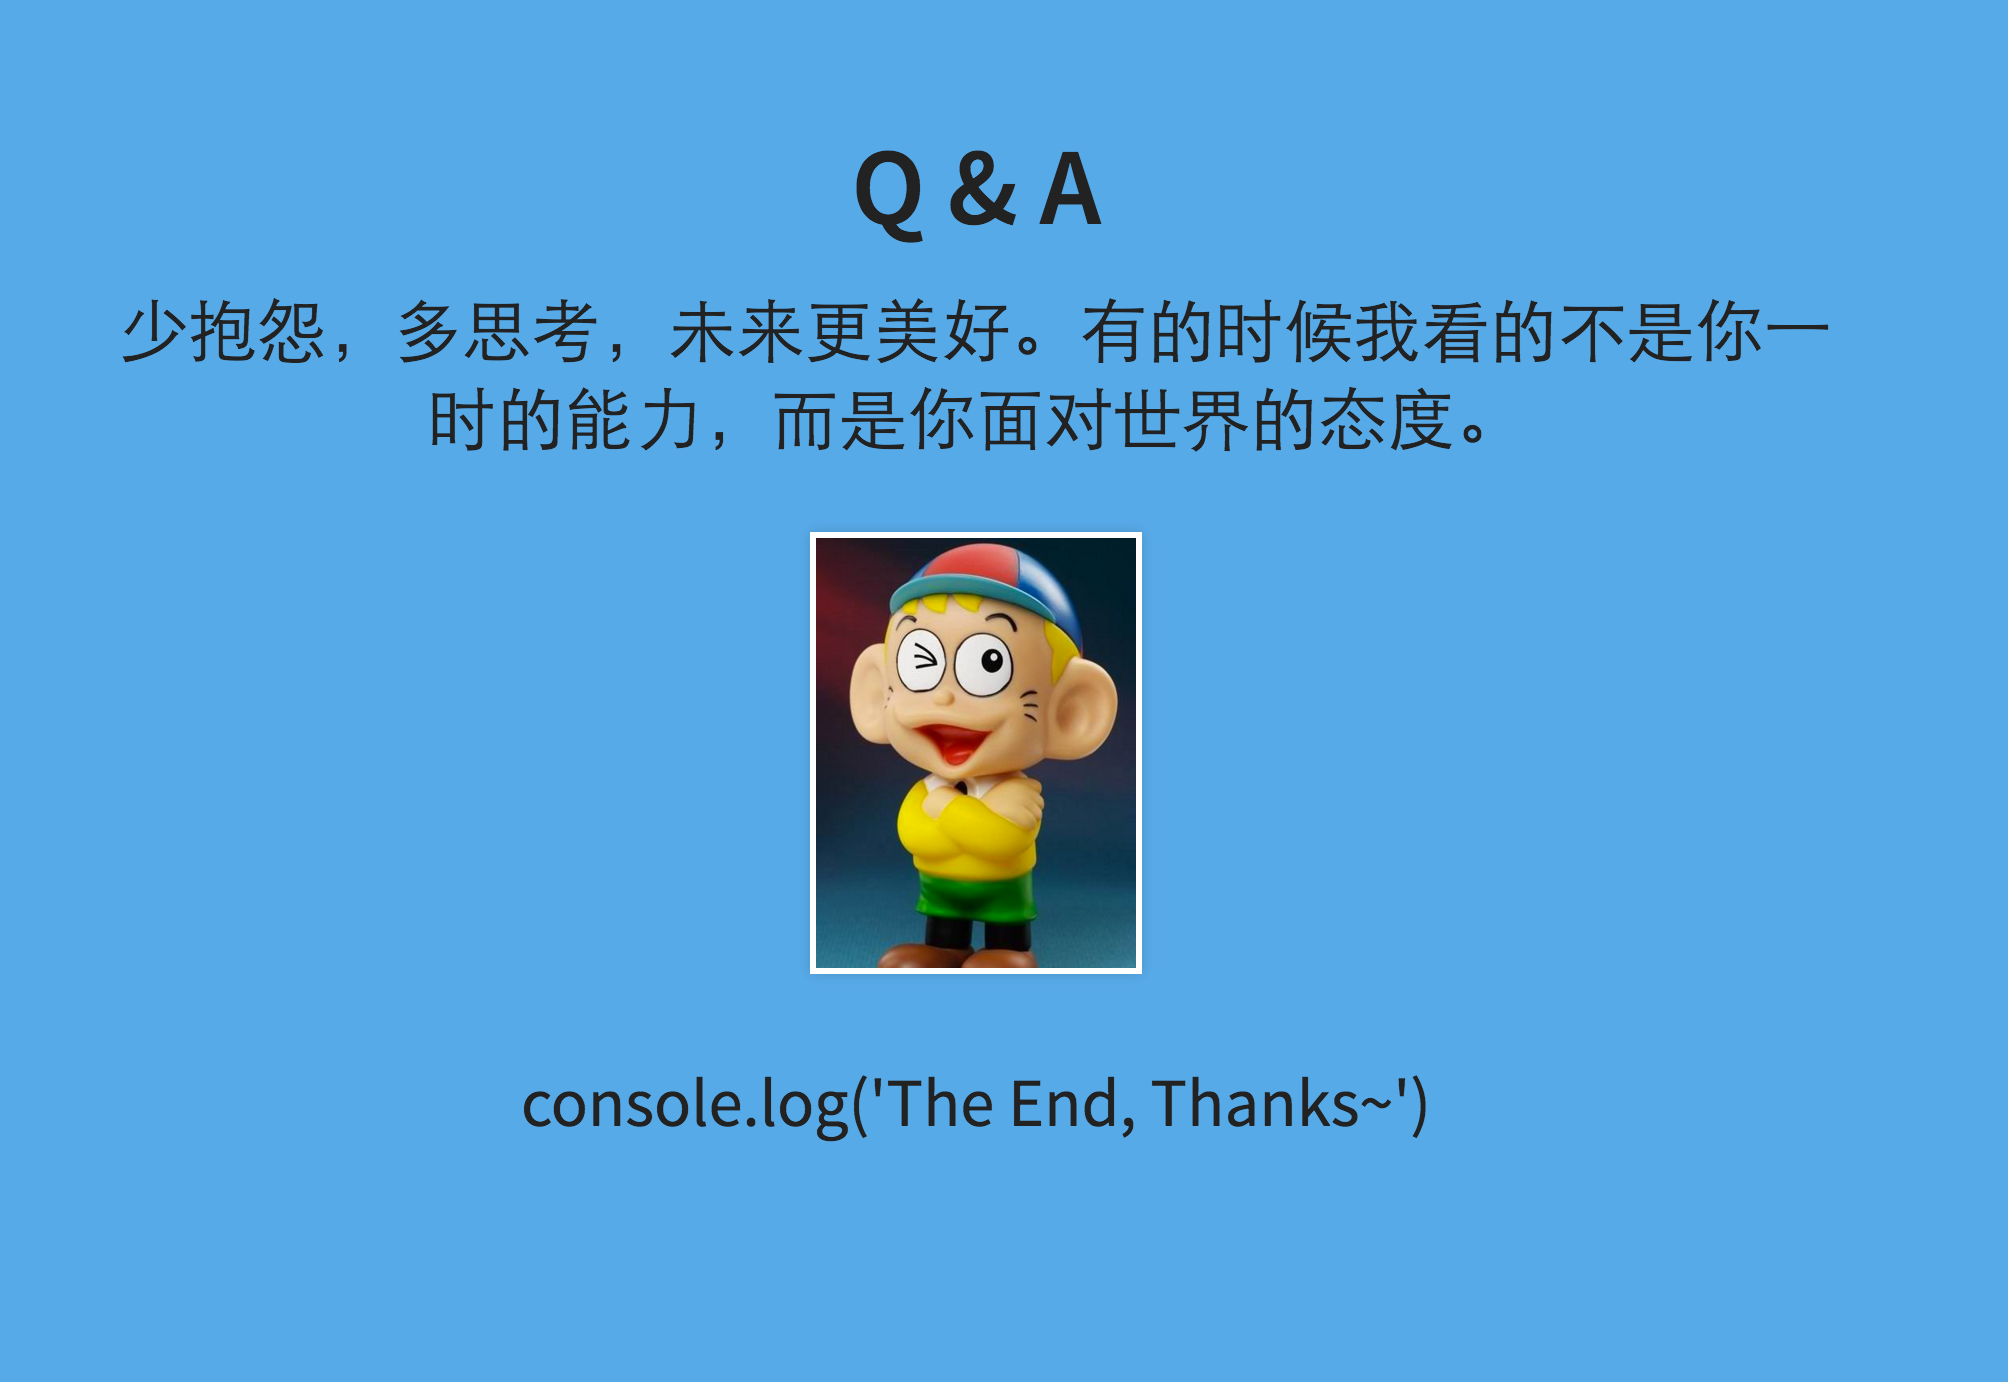 Q & A
少抱怨，多思考，未来更美好。有的时候我看的不是你一
时的能力，而是你面对世界的态度。
console.log('The End, Thanks~')